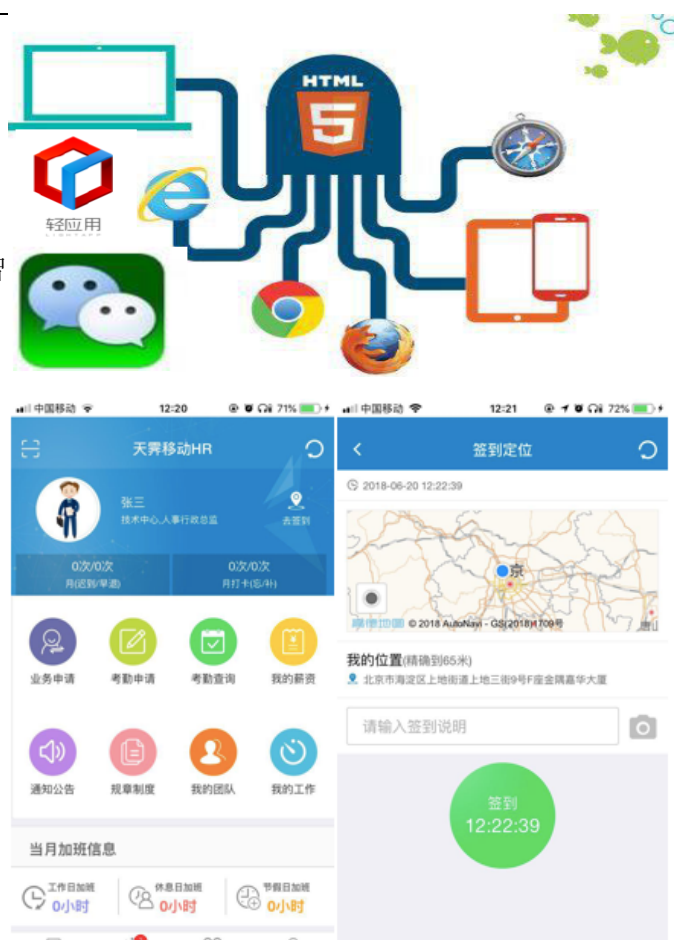 HTML
5
轻应用
中国移动 12:20 71%
天霁移动HR
张三
技术中心,人事行政总监
去签到
0次/0次 0次/0次
月(迟到/早退) 月打卡(忘/补)
业务申请 考勤申请 考勤查询 我的薪资
通知公告 规章制度 我的团队 我的工作
当月加班信息
工作日加班 休息日加班 节假日加班
0小时 0小时 0小时
中国移动 12:21 72%
签到定位
2018-06-20 12:22:39
京
唐山
高德地图 © 2018 AutoNavi - GS(2018)1709号
我的位置(精确到65米)
北京市海淀区上地街道上地三街9号F座金隅嘉华大厦
请输入签到说明
签到
12:22:39